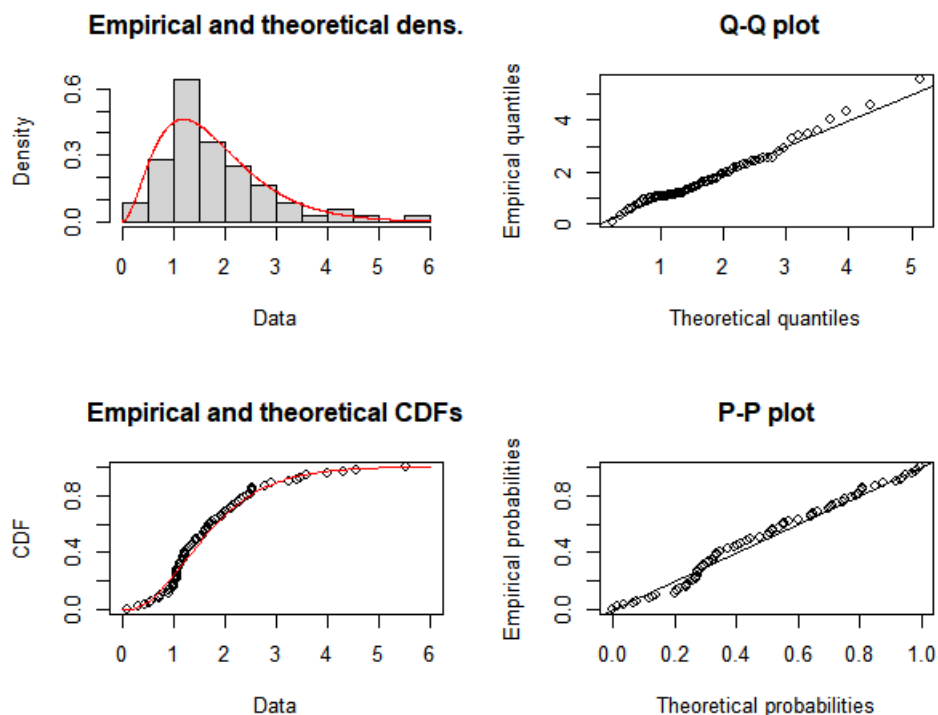 Empirical and theoretical dens.
Density
0.0 0.3 0.6
0 1 2 3 4 5 6
Data
Q-Q plot
Empirical quantiles
0 2 4
1 2 3 4 5
Theoretical quantiles
Empirical and theoretical CDFs
CDF
0.0 0.4 0.8
0 1 2 3 4 5 6
Data
P-P plot
Empirical probabilities
0.0 0.4 0.8
0.0 0.2 0.4 0.6 0.8 1.0
Theoretical probabilities